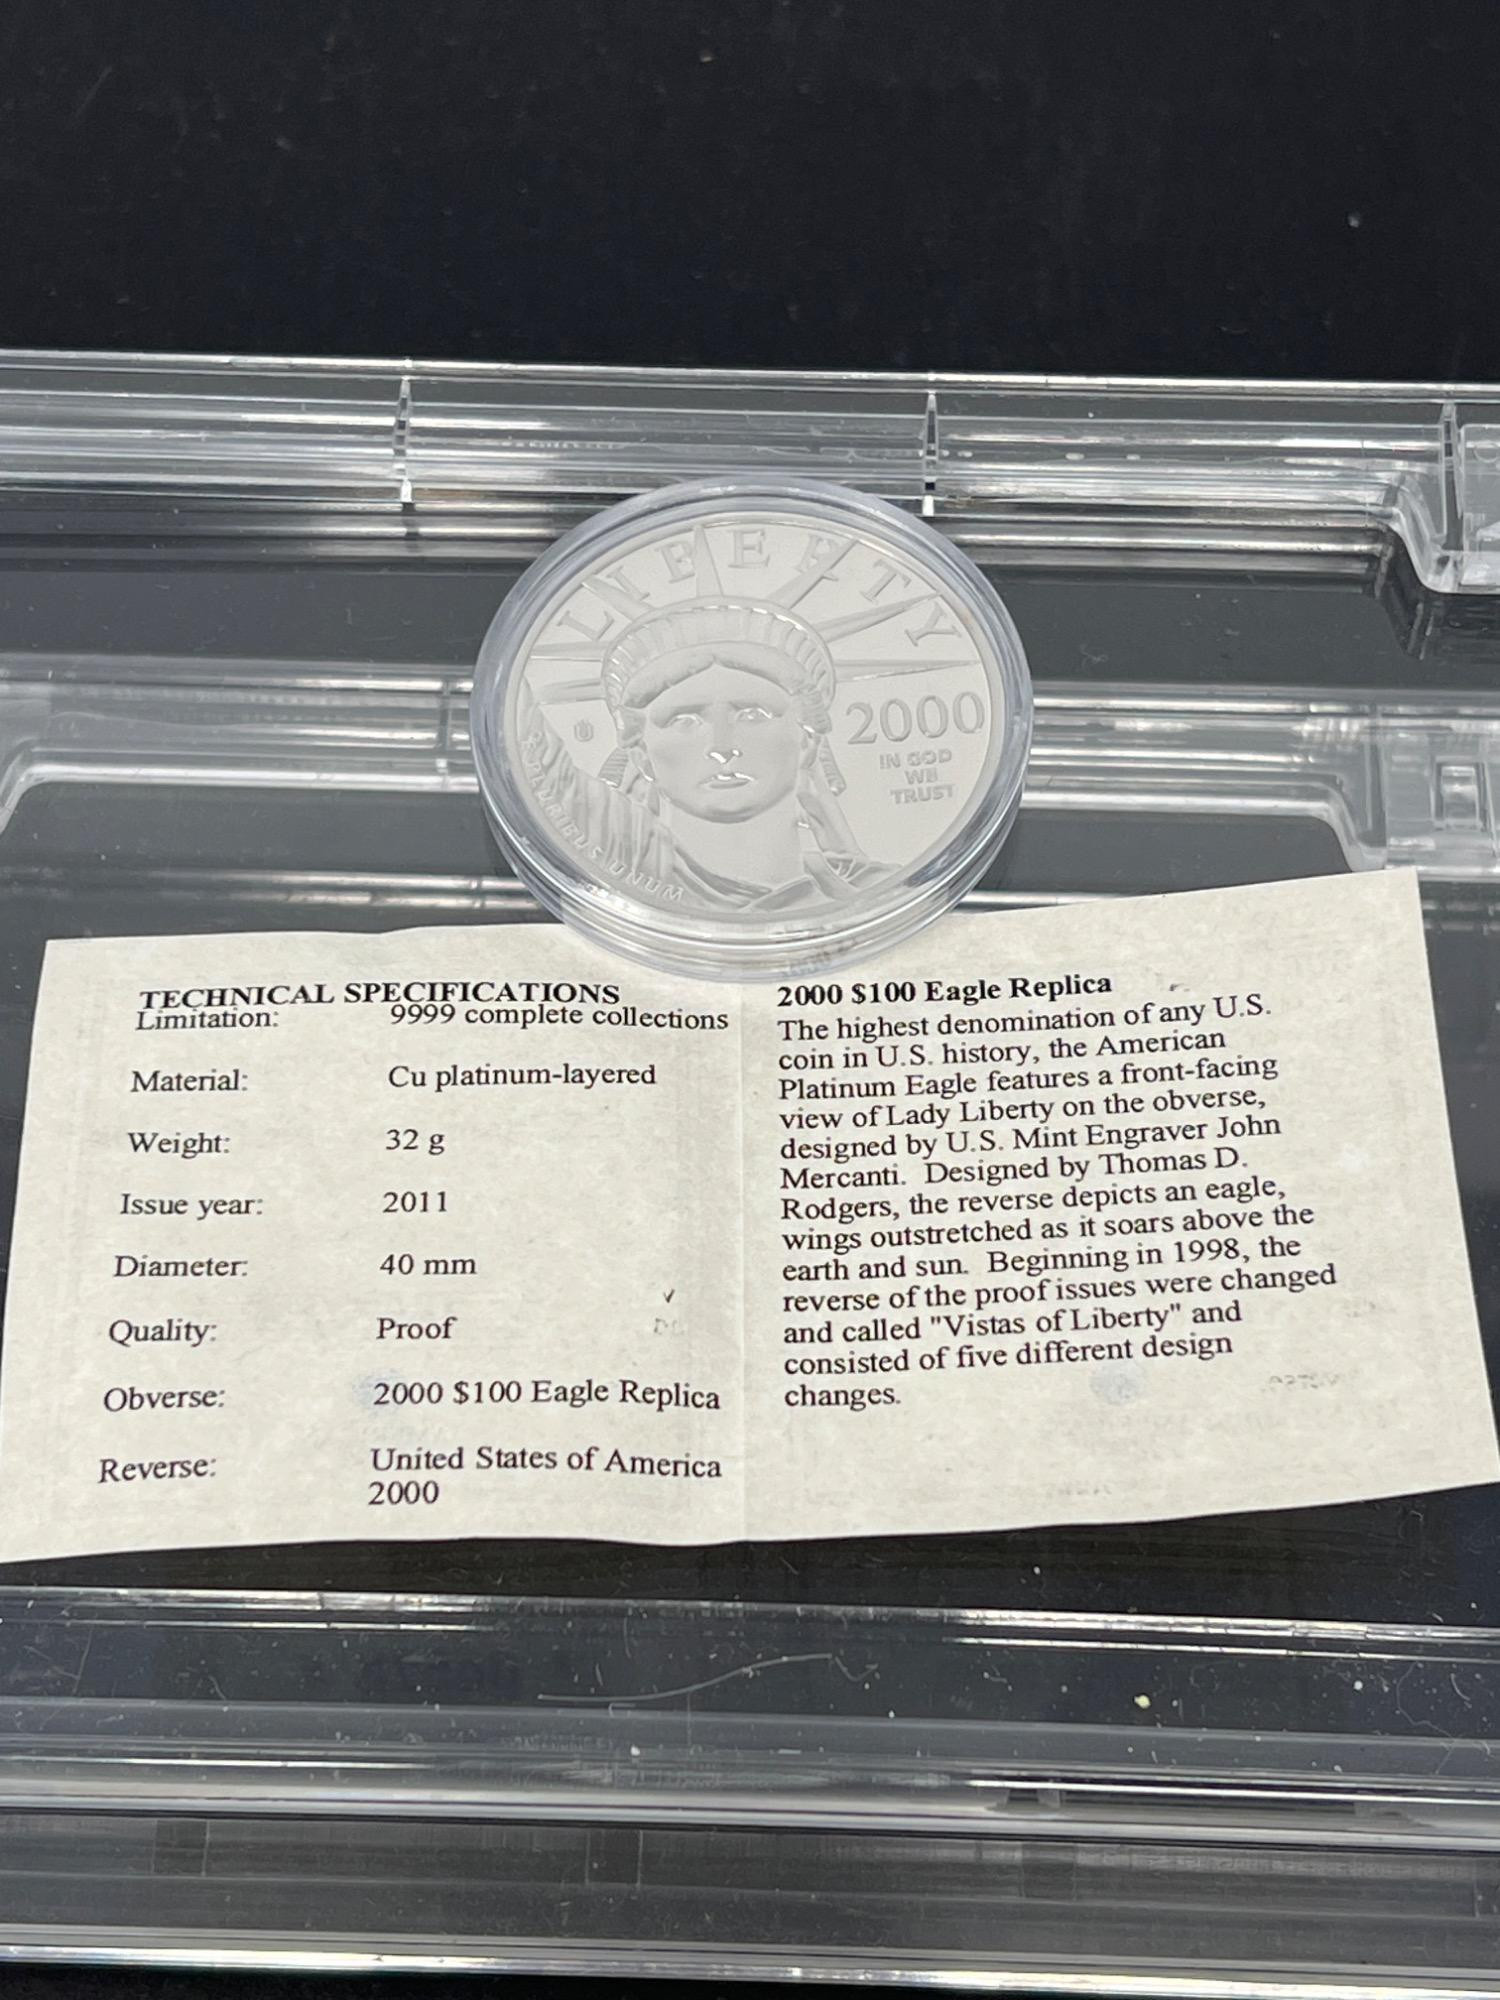 LIBERTY
2000
IN GOD
WE
TRUST
E PLURIBUS UNUM
TECHNICAL SPECIFICATIONS
Limitation: 9999 complete collections
Material: Cu platinum-layered
Weight: 32 g
Issue year: 2011
Diameter: 40 mm
Quality: Proof
Obverse: 2000 $100 Eagle Replica
Reverse: United States of America
2000
2000 $100 Eagle Replica
The highest denomination of any U.S.
coin in U.S. history, the American
Platinum Eagle features a front-facing
view of Lady Liberty on the obverse,
designed by U.S. Mint Engraver John
Mercanti. Designed by Thomas D.
Rodgers, the reverse depicts an eagle,
wings outstretched as it soars above the
earth and sun. Beginning in 1998, the
reverse of the proof issues were changed
and called "Vistas of Liberty" and
consisted of five different design
changes.